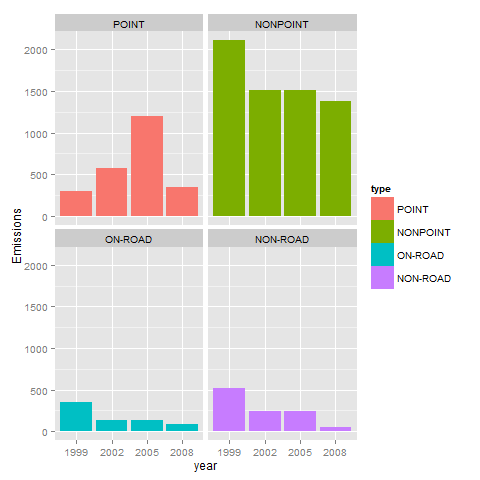 POINT
NONPOINT
2000
1500
1000
500
0
Emissions
ON-ROAD
NON-ROAD
2000
1500
1000
500
0
1999 2002 2005 2008
1999 2002 2005 2008
year
type
POINT
NONPOINT
ON-ROAD
NON-ROAD